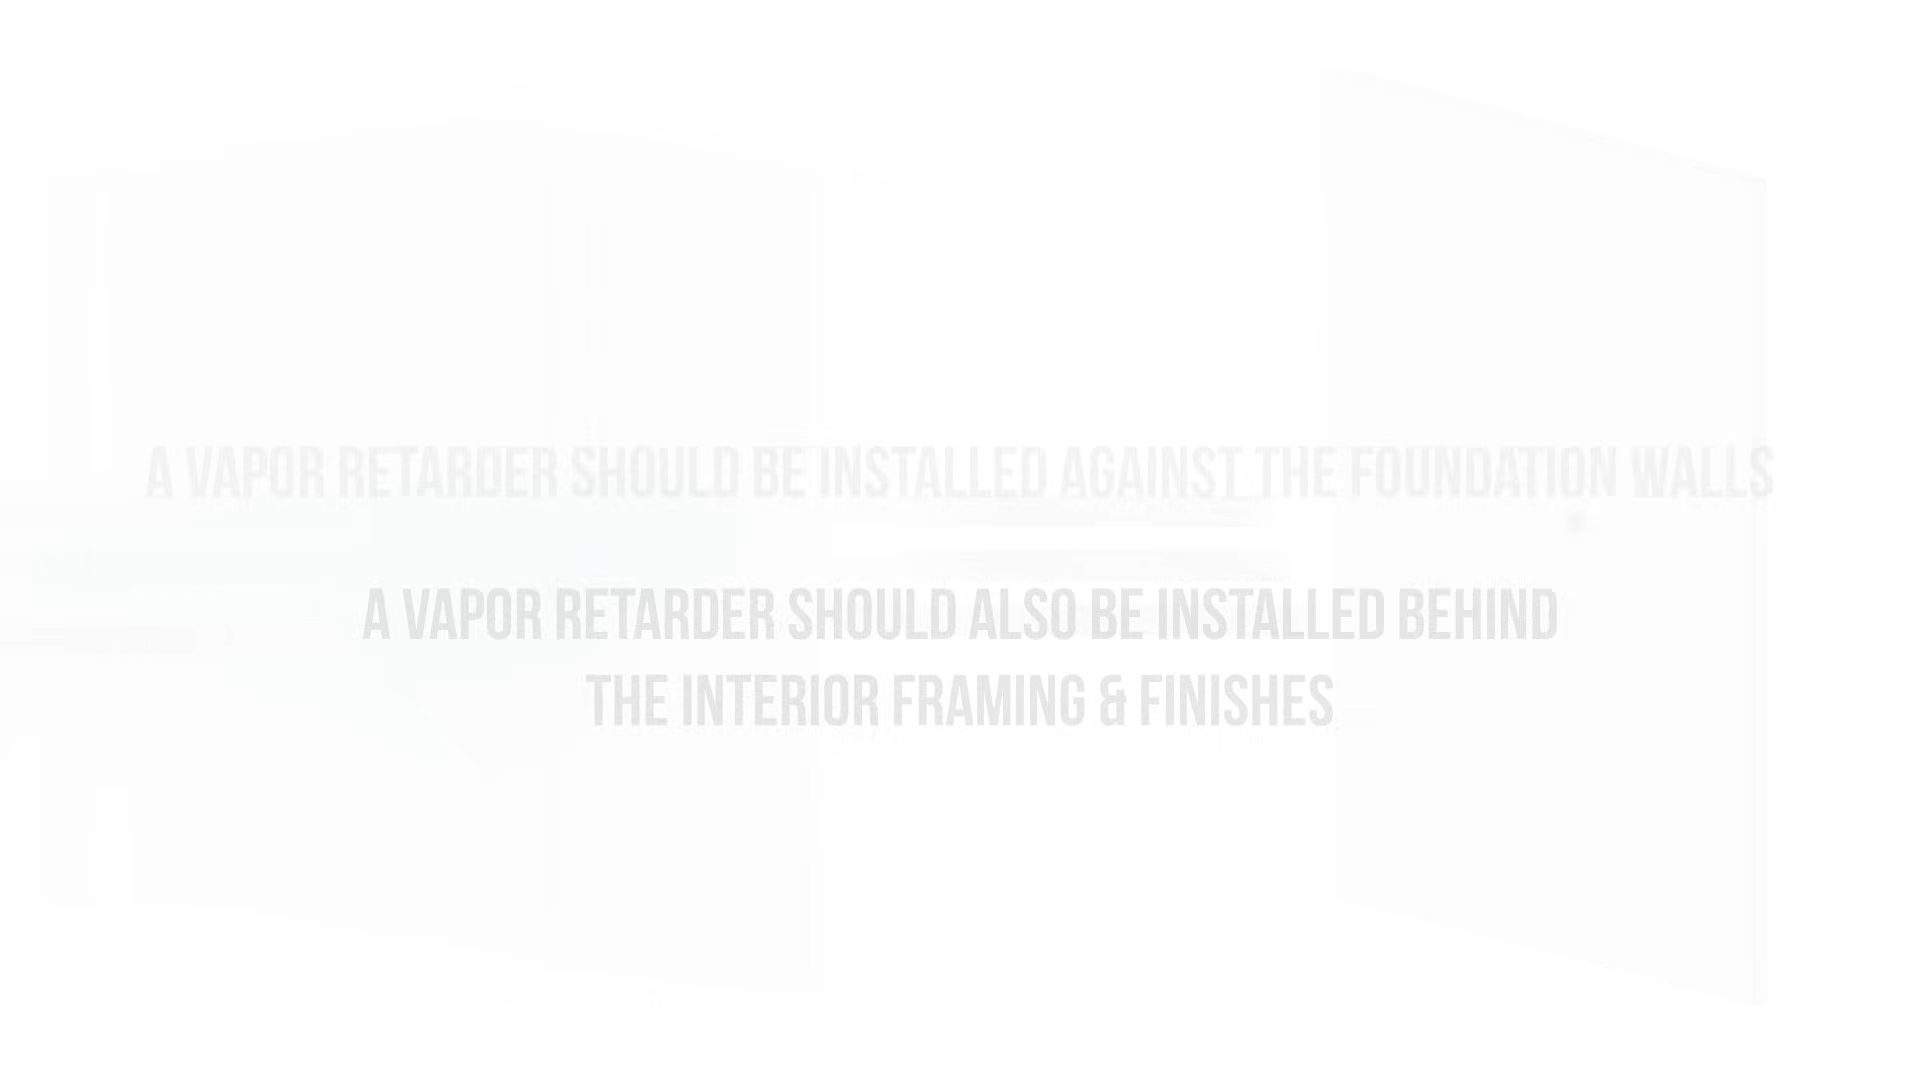 A VAPOR RETARDER SHOULD BE INSTALLED AGAINST THE FOUNDATION WALLS
A VAPOR RETARDER SHOULD ALSO BE INSTALLED BEHIND
THE INTERIOR FRAMING & FINISHES